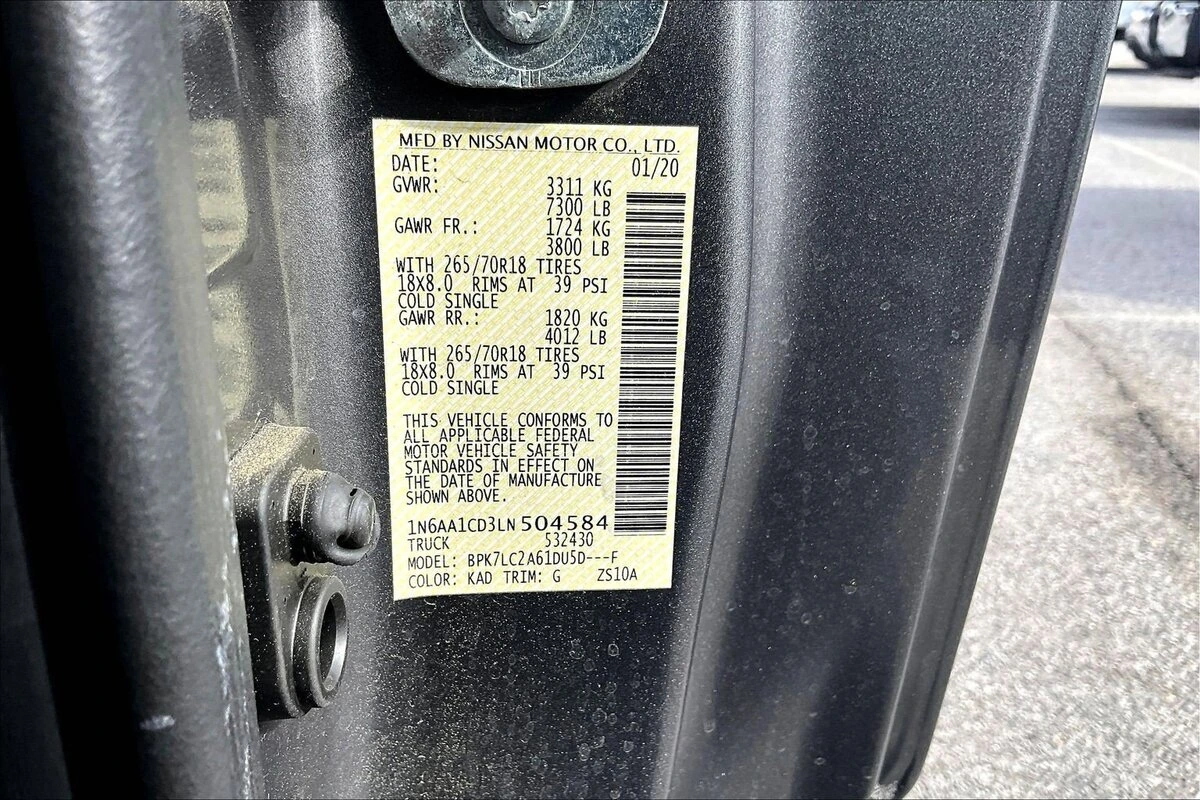 MFD BY NISSAN MOTOR CO., LTD.
DATE: 01/20
GVWR: 3311 KG
7300 LB
GAWR FR.: 1724 KG
3800 LB
WITH 265/70R18 TIRES
18X8.0 RIMS AT 39 PSI
COLD SINGLE
GAWR RR.: 1820 KG
4012 LB
WITH 265/70R18 TIRES
18X8.0 RIMS AT 39 PSI
COLD SINGLE
THIS VEHICLE CONFORMS TO
ALL APPLICABLE FEDERAL
MOTOR VEHICLE SAFETY
STANDARDS IN EFFECT ON
THE DATE OF MANUFACTURE
SHOWN ABOVE.
1N6AA1CD3LN 504584
TRUCK 532430
MODEL: BPK7LC2A61DU5D---F
COLOR: KAD TRIM: G ZS10A